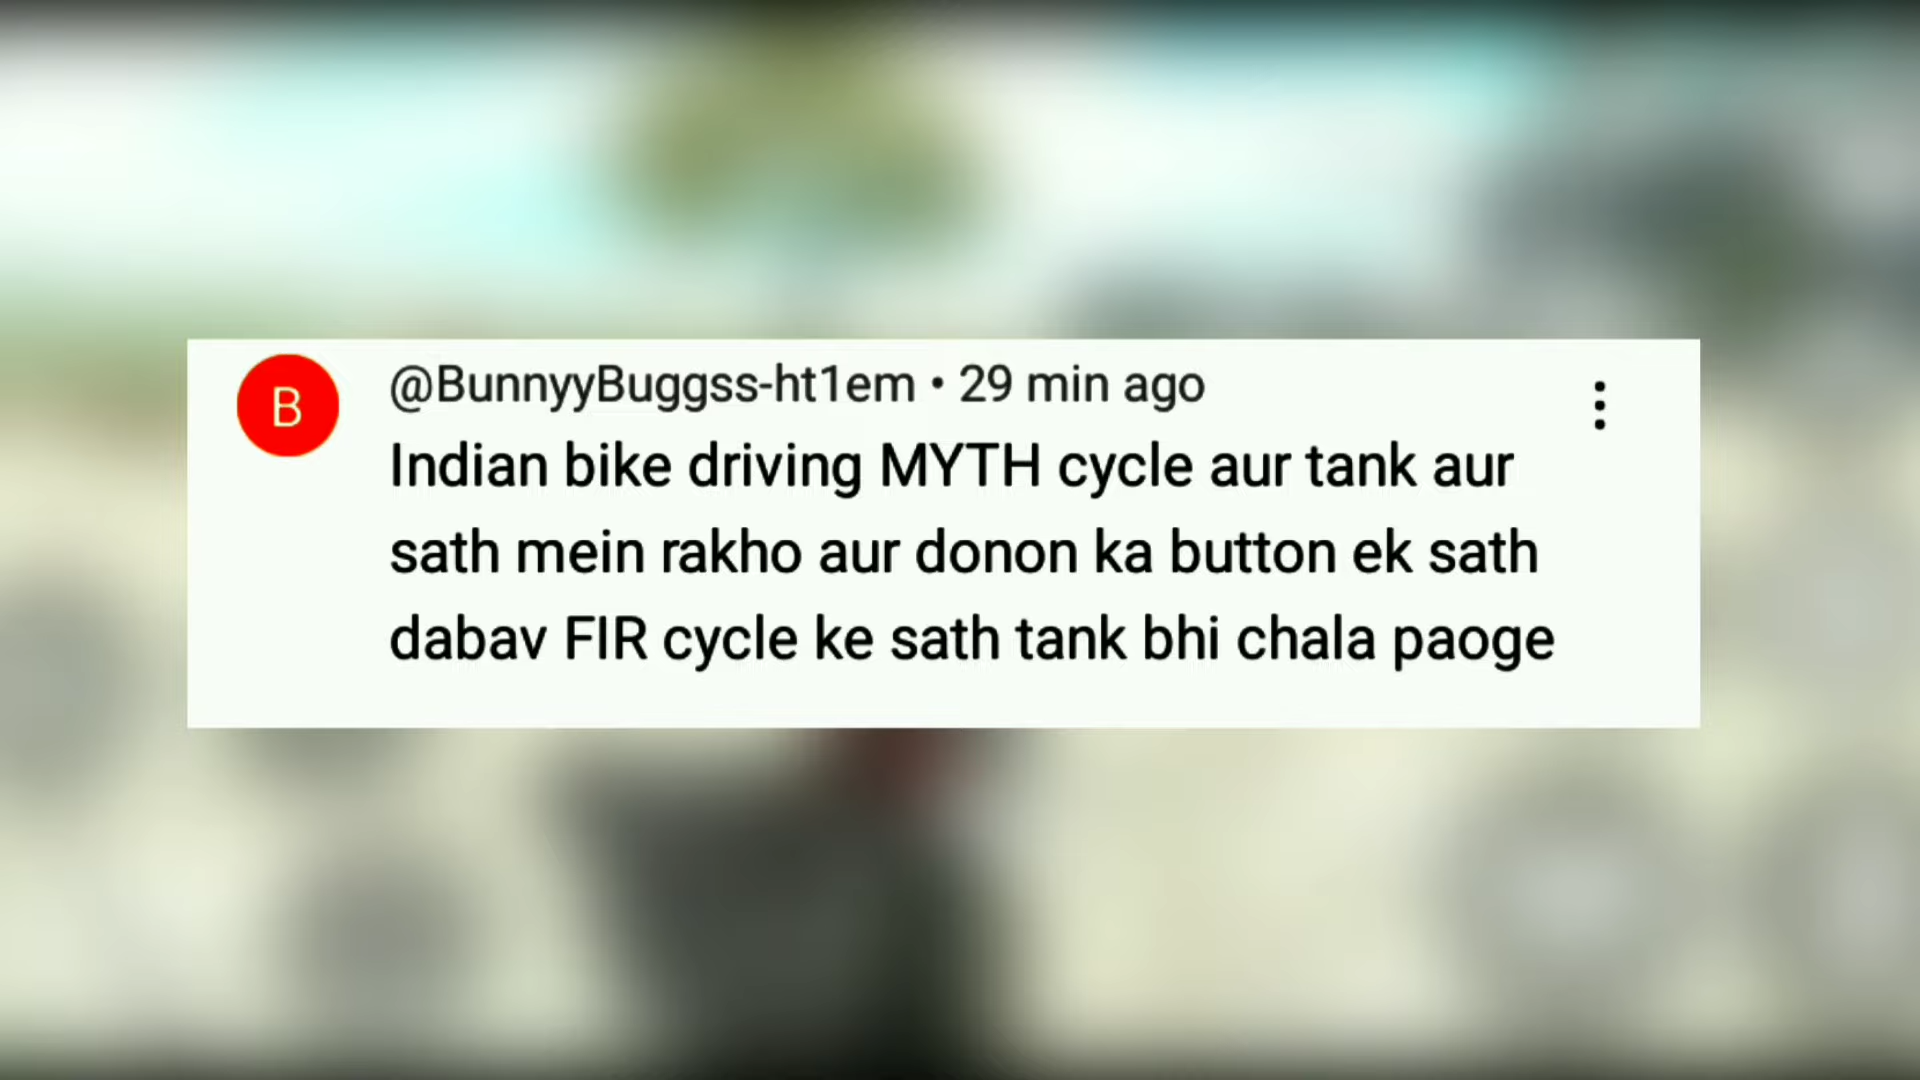 B
@BunnyyBuggss-ht1em • 29 min ago
Indian bike driving MYTH cycle aur tank aur
sath mein rakho aur donon ka button ek sath
dabav FIR cycle ke sath tank bhi chala paoge